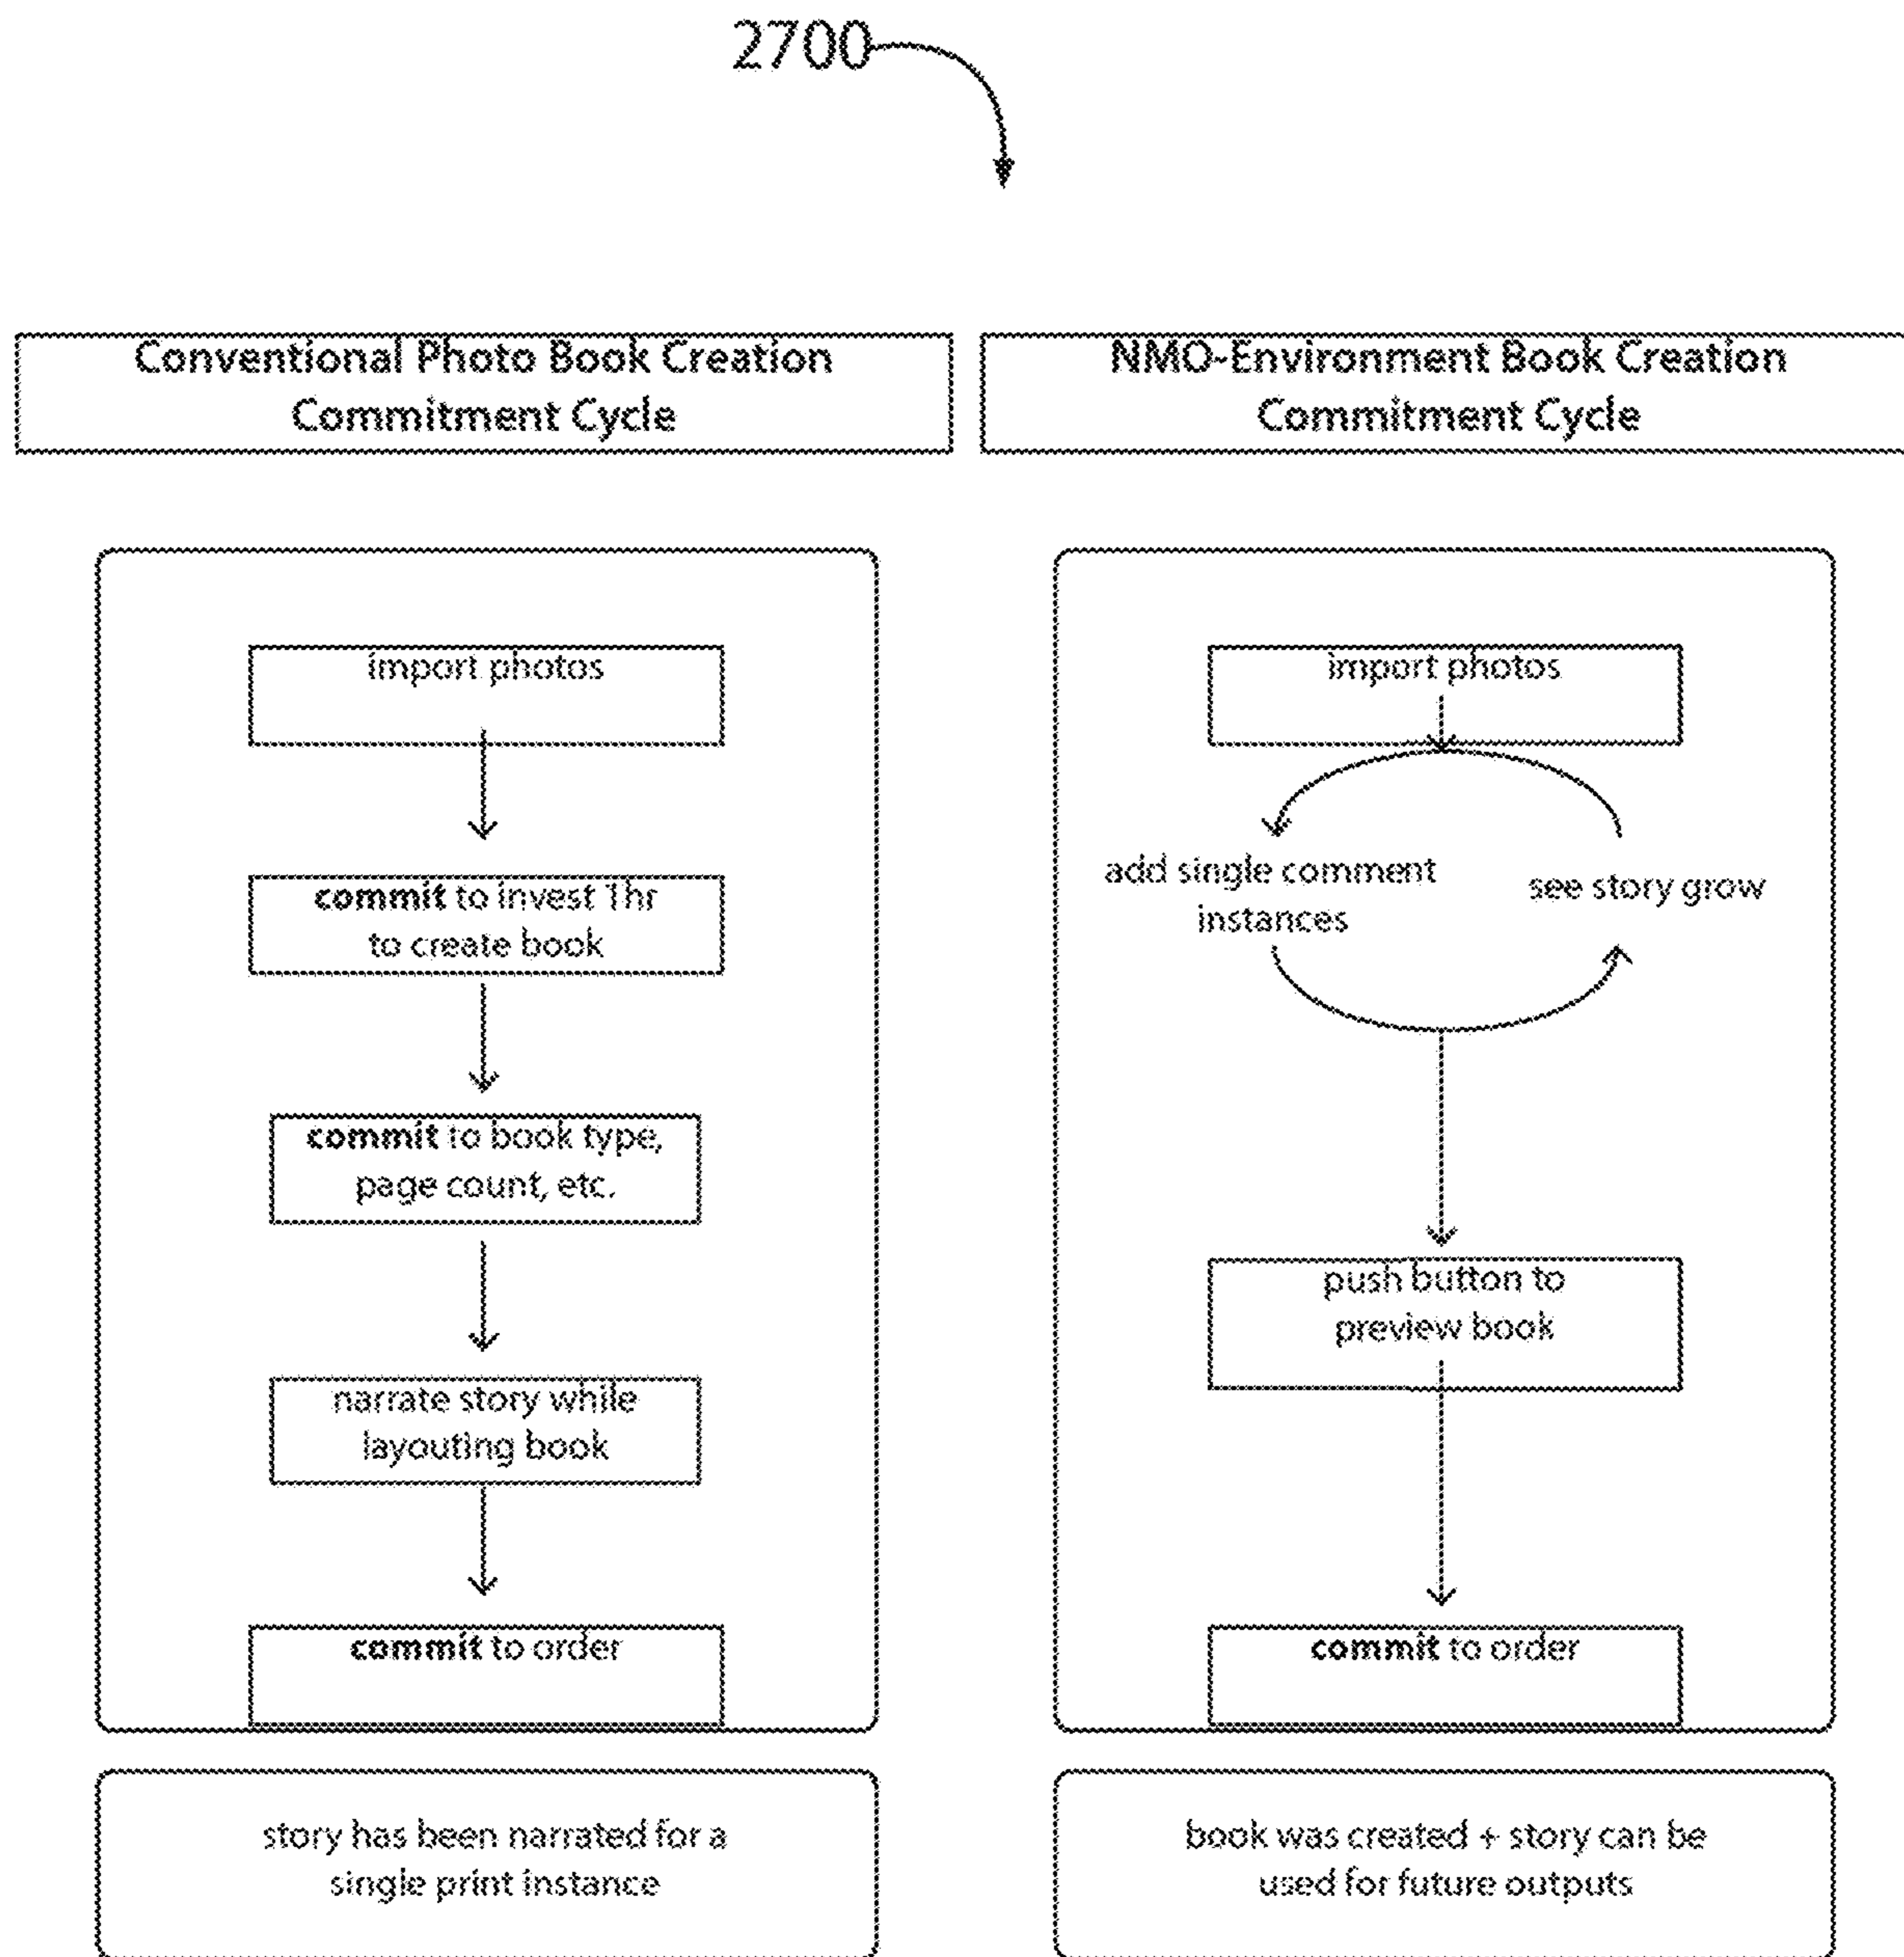 2700
Conventional Photo Book Creation
Commitment Cycle
import photos
commit to invest 1hr
to create book
commit to book type,
page count, etc.
narrate story while
layouting book
commit to order
story has been narrated for a
single print instance
NMO-Environment Book Creation
Commitment Cycle
import photos
add single comment
instances
see story grow
push button to
preview book
commit to order
book was created + story can be
used for future outputs